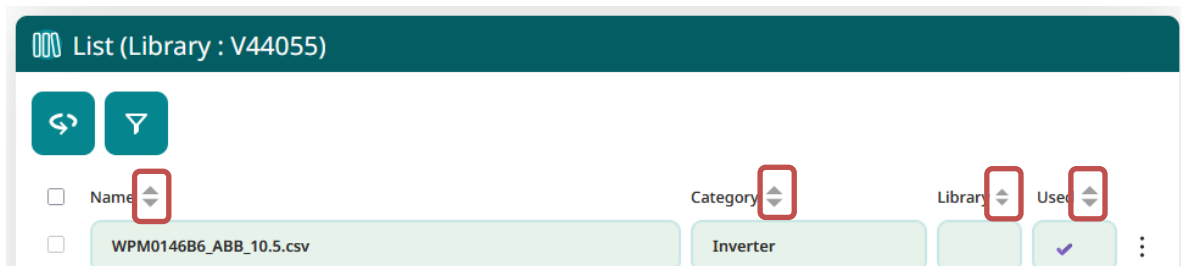 List (Library : V44055)
Name Category Library Used
WPM0146B6_ABB_10.5.csv Inverter